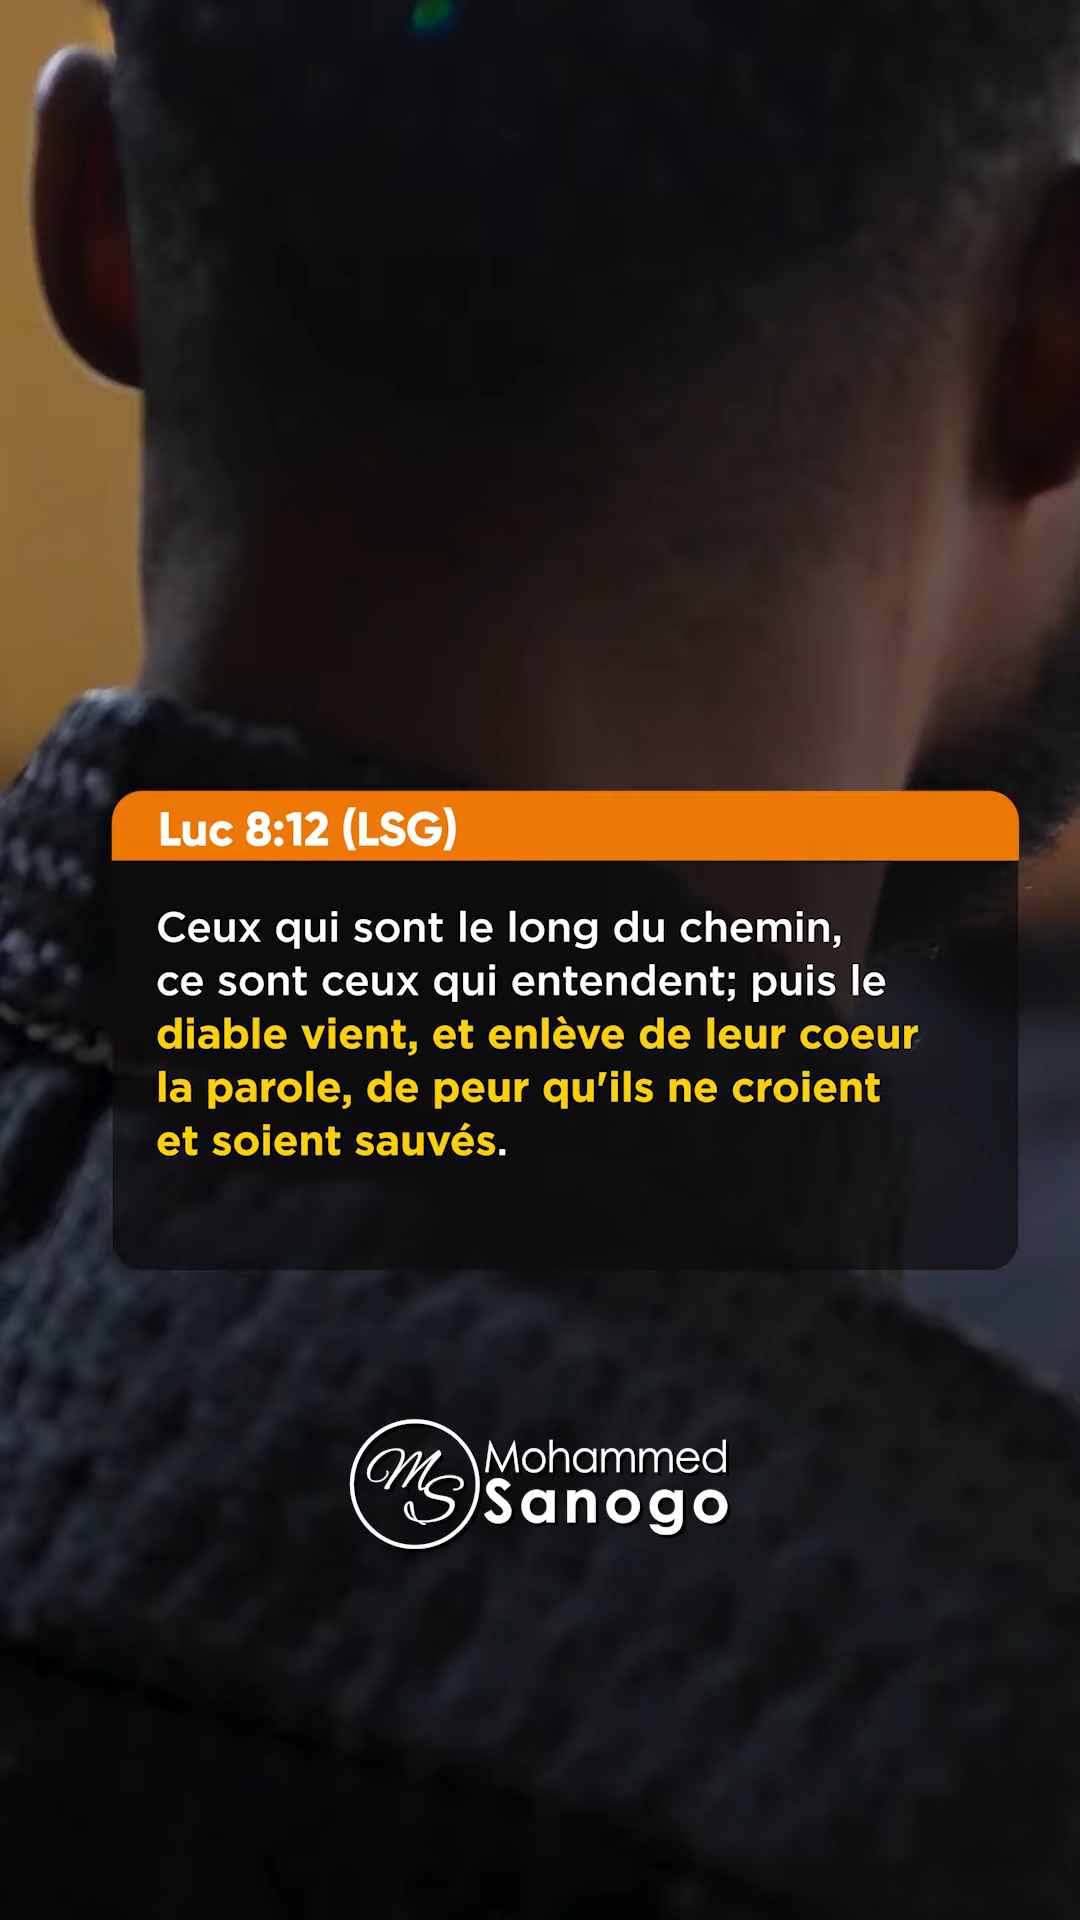 Luc 8:12 (LSG)
Ceux qui sont le long du chemin,
ce sont ceux qui entendent; puis le
diable vient, et enlève de leur coeur
la parole, de peur qu'ils ne croient
et soient sauvés.
MS
Mohammed
Sanogo